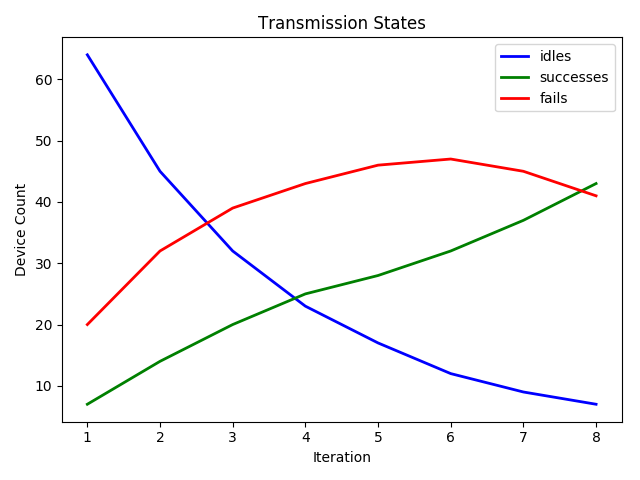 Transmission States
idles
successes
fails
60
50
40
30
20
10
Device Count
1 2 3 4 5 6 7 8
Iteration